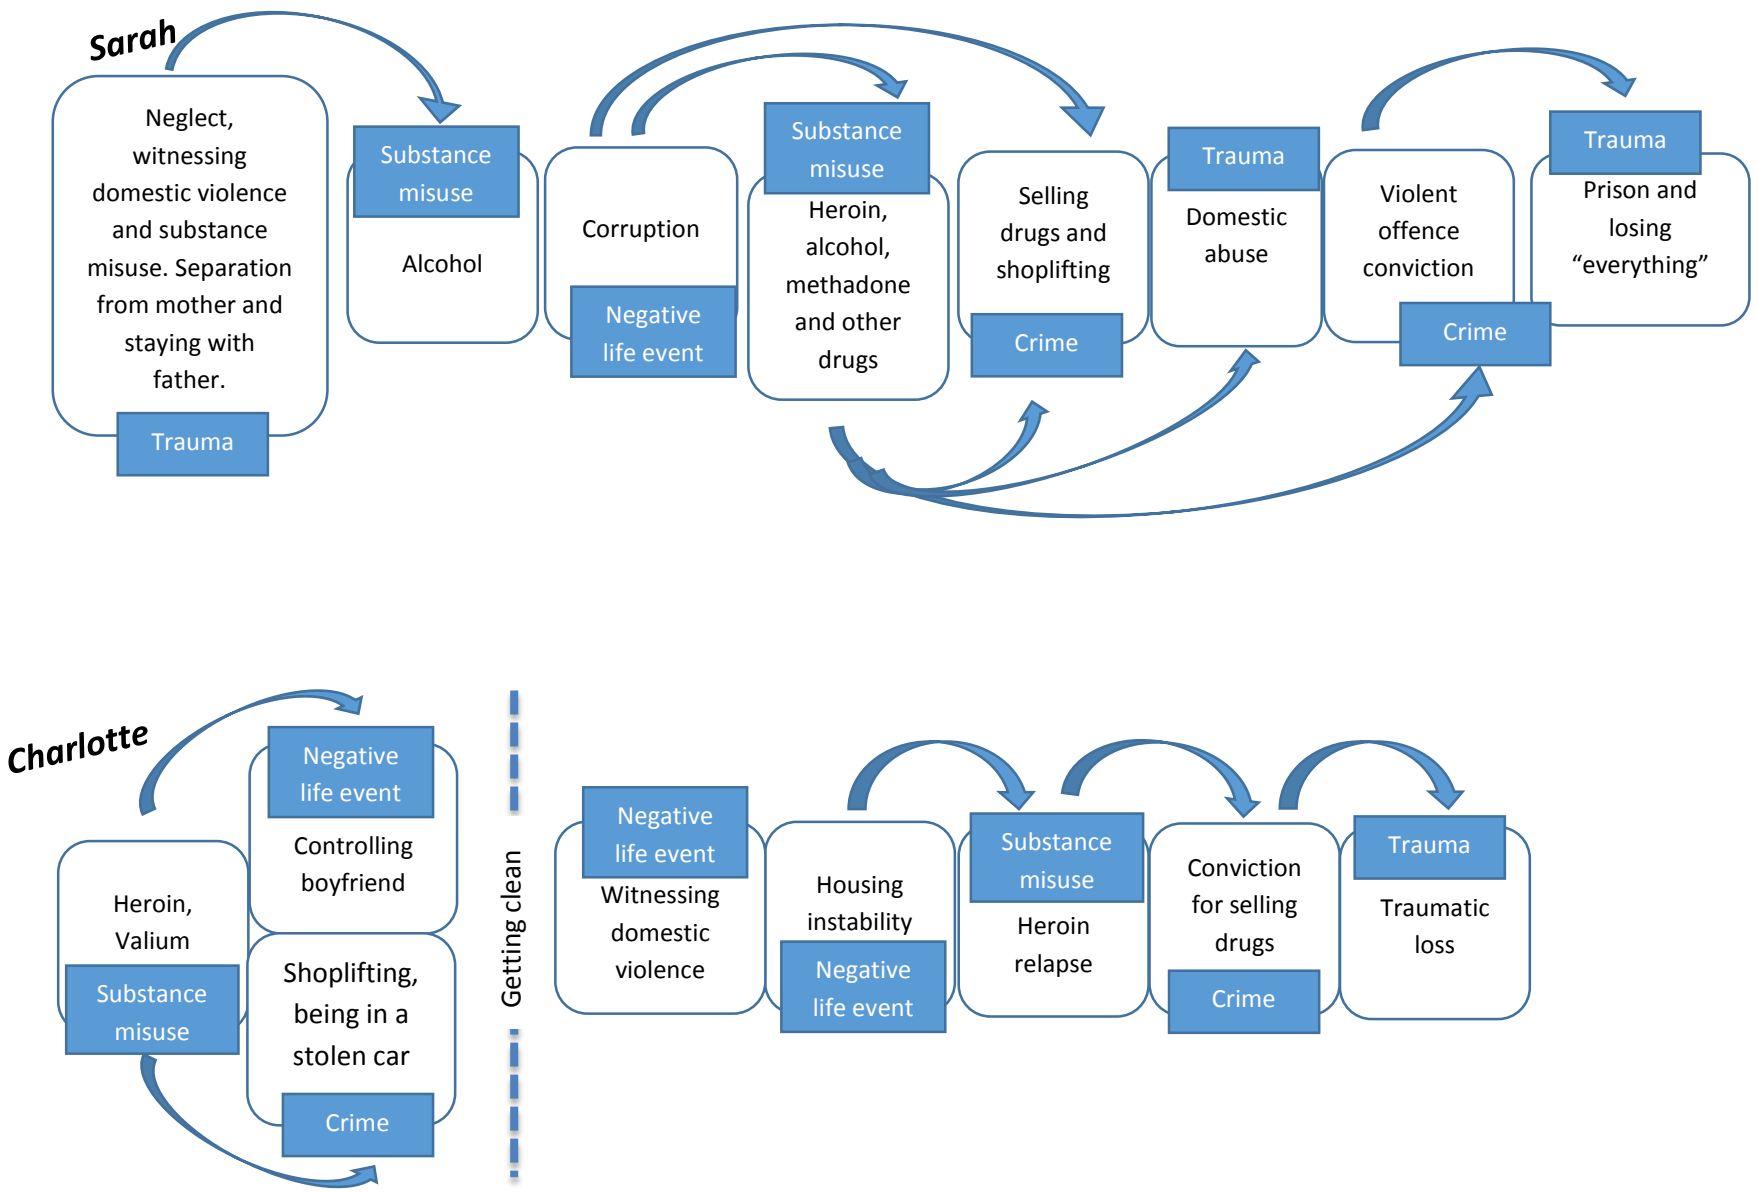 Sarah
Neglect,
witnessing
domestic violence
and substance
misuse. Separation
from mother and
staying with
father.
Trauma
Substance
misuse
Alcohol
Corruption
Negative
life event
Substance
misuse
Heroin,
alcohol,
methadone
and other
drugs
Selling
drugs and
shoplifting
Crime
Trauma
Domestic
abuse
Violent
offence
conviction
Crime
Trauma
Prison and
losing
“everything”
Charlotte
Heroin,
Valium
Substance
misuse
Negative
life event
Controlling
boyfriend
Shoplifting,
being in a
stolen car
Crime
Getting clean
Negative
life event
Witnessing
domestic
violence
Housing
instability
Negative
life event
Substance
misuse
Heroin
relapse
Conviction
for selling
drugs
Crime
Trauma
Traumatic
loss